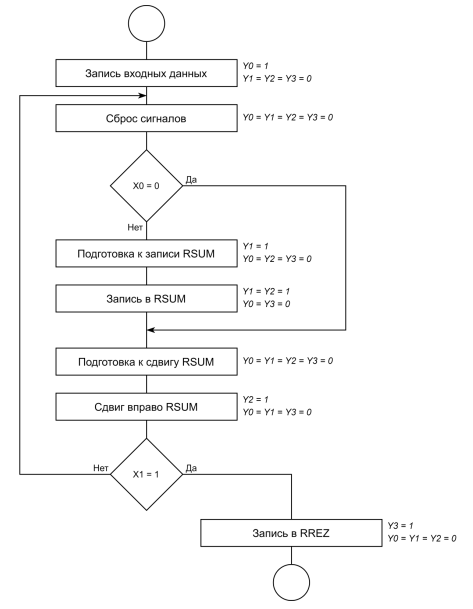 Запись входных данных
Y0 = 1
Y1 = Y2 = Y3 = 0
Сброс сигналов
Y0 = Y1 = Y2 = Y3 = 0
X0 = 0
Да
Нет
Подготовка к записи RSUM
Y1 = 1
Y0 = Y2 = Y3 = 0
Запись в RSUM
Y1 = Y2 = 1
Y0 = Y3 = 0
Подготовка к сдвигу RSUM
Y0 = Y1 = Y2 = Y3 = 0
Сдвиг вправо RSUM
Y2 = 1
Y0 = Y1 = Y3 = 0
Нет
X1 = 1
Да
Запись в RREZ
Y3 = 1
Y0 = Y1 = Y2 = 0